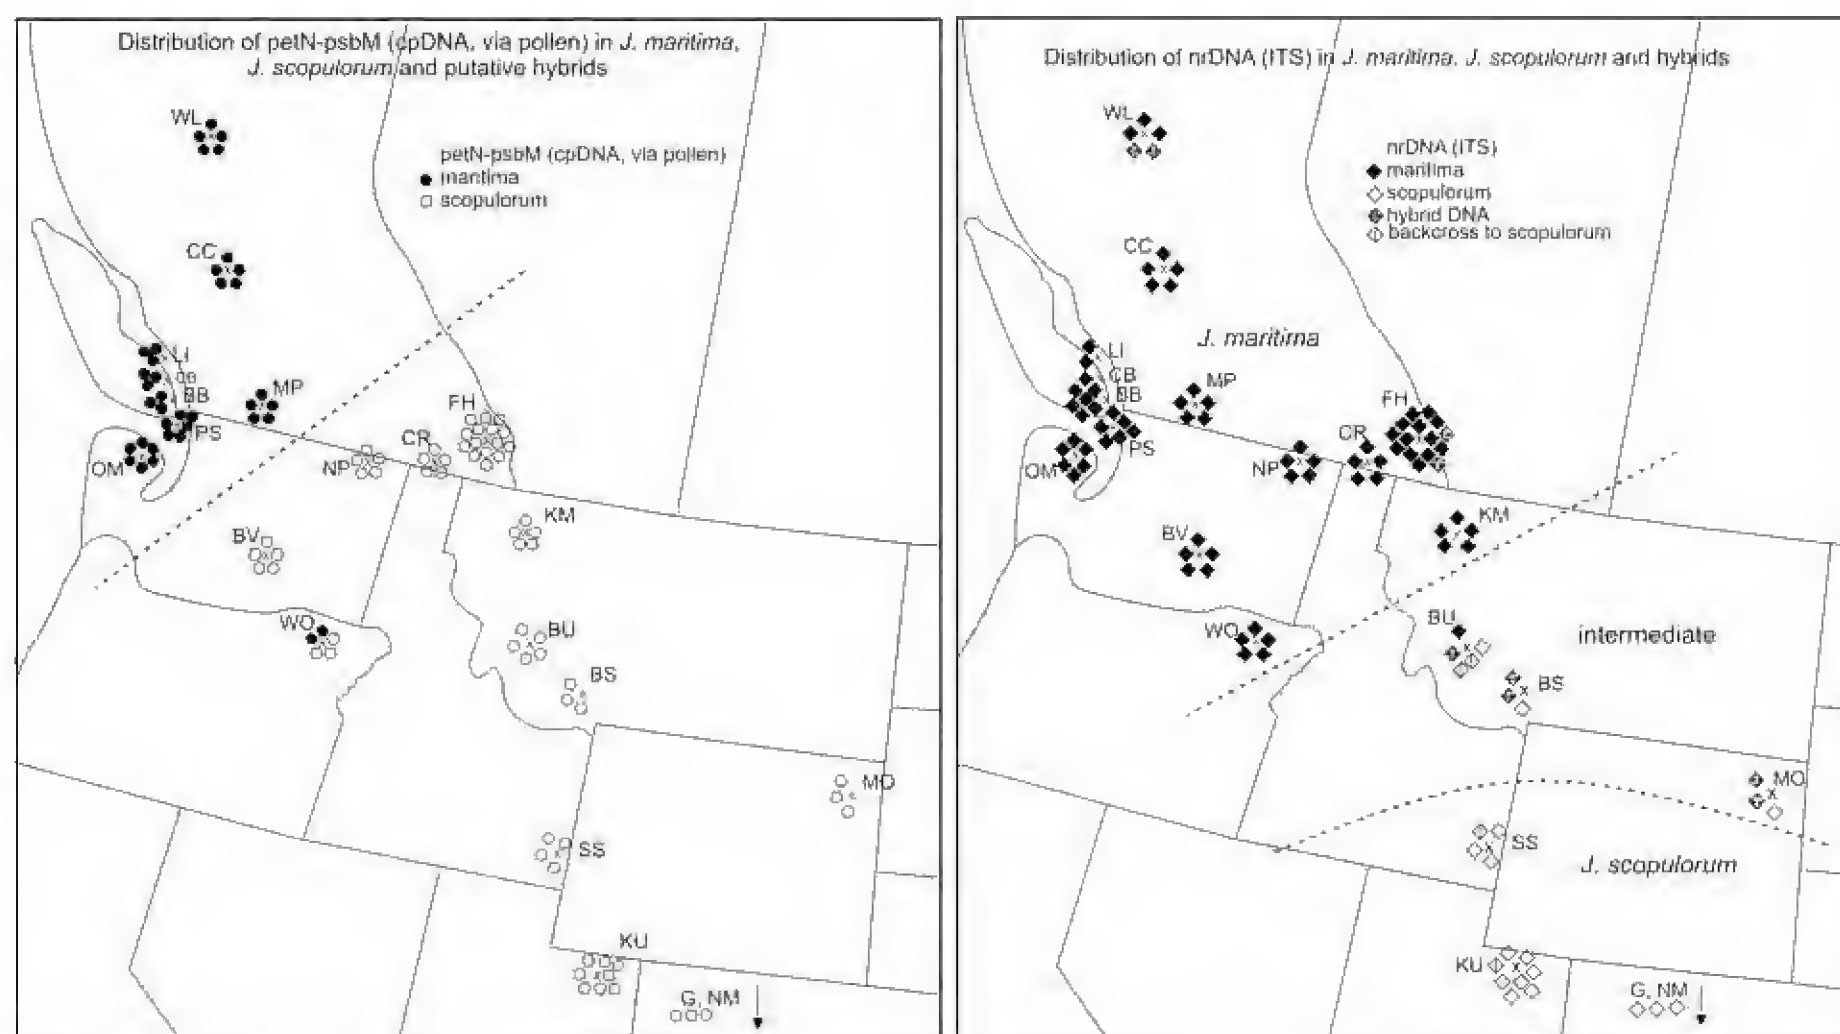 Distribution of petN-psbM (cpDNA, via pollen) in J. maritima,
J. scopulorum and putative hybrids
petN-psbM (cpDNA, via pollen)
maritima
scopulorum
WL
CC
LI
CB
BB
PS
OM
MP
FH
CR
NP
KM
BV
WO
BU
BS
MO
SS
KU
G, NM
Distribution of nrDNA (ITS) in J. maritima, J. scopulorum and hybrids
nrDNA (ITS)
maritima
scopulorum
hybrid DNA
backcross to scopulorum
WL
CC
J. maritima
LI
CB
BB
MP
PS
OM
FH
CR
NP
KM
BV
WO
BU
intermediate
BS
MO
SS
J. scopulorum
KU
G, NM